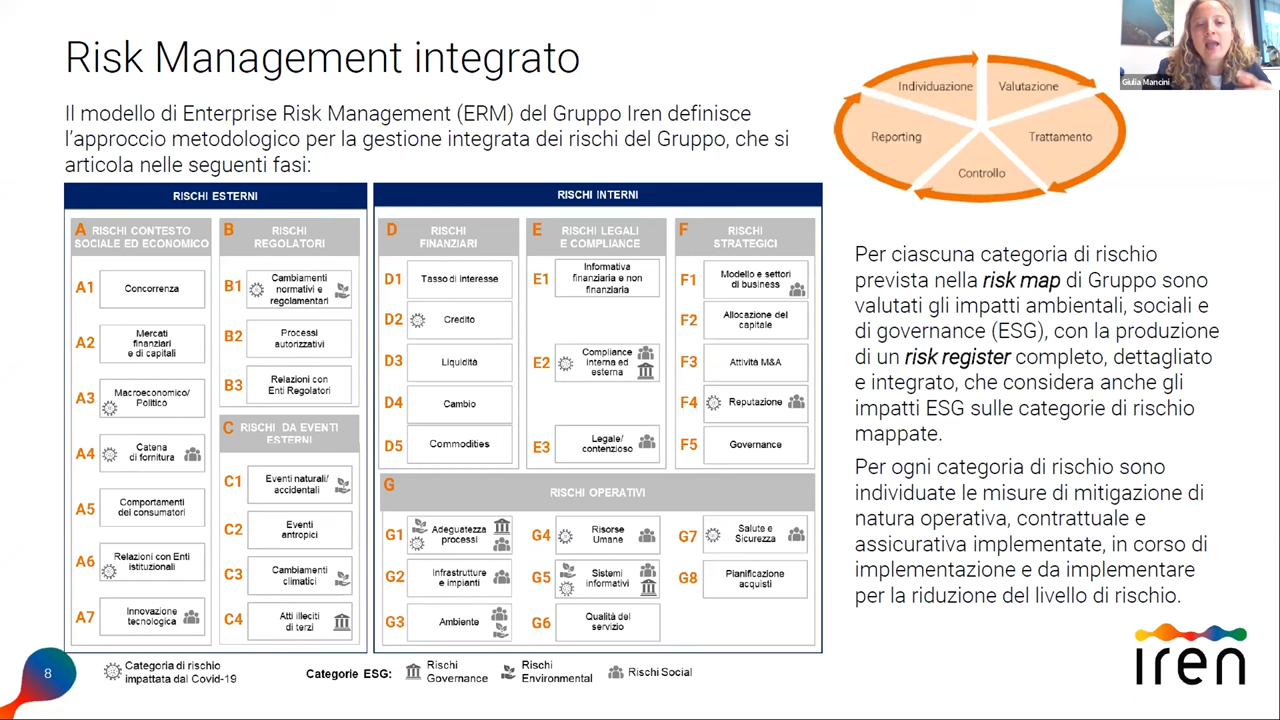 Risk Management integrato
Il modello di Enterprise Risk Management (ERM) del Gruppo Iren definisce
l'approccio metodologico per la gestione integrata dei rischi del Gruppo, che si
articola nelle seguenti fasi:
Giulia Mancini
Individuazione
Valutazione
Trattamento
Controllo
Reporting
RISCHI ESTERNI
A RISCHI CONTESTO
SOCIALE ED ECONOMICO
A1 Concorrenza
A2 Mercati
finanziari
e di capitali
A3 Macroeconomico/
Politico
A4 Catena
di fornitura
A5 Comportamenti
dei consumatori
A6 Relazioni con Enti
istituzionali
A7 Innovazione
tecnologica
B RISCHI
REGOLATORI
B1 Cambiamenti
normativi e
regolamentari
B2 Processi
autorizzativi
B3 Relazioni con
Enti Regolatori
C RISCHI DA EVENTI
ESTERNI
C1 Eventi naturali/
accidentali
C2 Eventi
antropici
C3 Cambiamenti
climatici
C4 Atti illeciti
di terzi
RISCHI INTERNI
D RISCHI
FINANZIARI
D1 Tasso di interesse
D2 Credito
D3 Liquidità
D4 Cambio
D5 Commodities
E RISCHI LEGALI
E COMPLIANCE
E1 Informativa
finanziaria e non
finanziaria
E2 Compliance
interna ed
esterna
E3 Legale/
contenzioso
F RISCHI
STRATEGICI
F1 Modello e settori
di business
F2 Allocazione del
capitale
F3 Attività M&A
F4 Reputazione
F5 Governance
G RISCHI OPERATIVI
G1 Adeguatezza
processi
G2 Infrastrutture
e impianti
G3 Ambiente
G4 Risorse
Umane
G5 Sistemi
informativi
G6 Qualità del
servizio
G7 Salute e
Sicurezza
G8 Pianificazione
acquisti
Per ciascuna categoria di rischio
prevista nella risk map di Gruppo sono
valutati gli impatti ambientali, sociali e
di governance (ESG), con la produzione
di un risk register completo, dettagliato
e integrato, che considera anche gli
impatti ESG sulle categorie di rischio
mappate.
Per ogni categoria di rischio sono
individuate le misure di mitigazione di
natura operativa, contrattuale e
assicurativa implementate, in corso di
implementazione e da implementare
per la riduzione del livello di rischio.
8
Categoria di rischio
impattata dal Covid-19
Categorie ESG:
Rischi
Governance
Rischi
Environmental
Rischi Social
iren